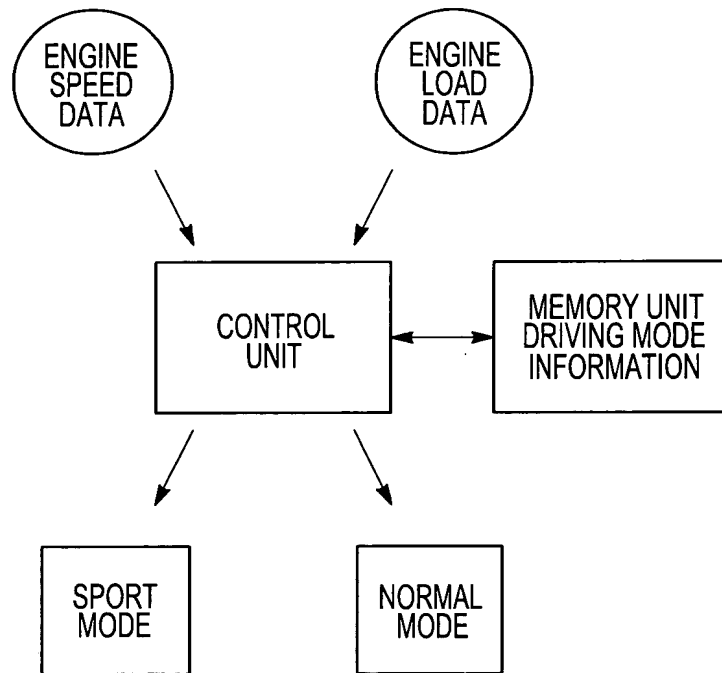 ENGINE
SPEED
DATA
ENGINE
LOAD
DATA
CONTROL
UNIT
MEMORY UNIT
DRIVING MODE
INFORMATION
SPORT
MODE
NORMAL
MODE